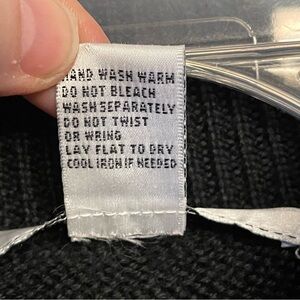 HAND WASH WARM
DO NOT BLEACH
WASH SEPARATELY
DO NOT TWIST
OR WRING
LAY FLAT TO DRY
COOL IRON IF NEEDED